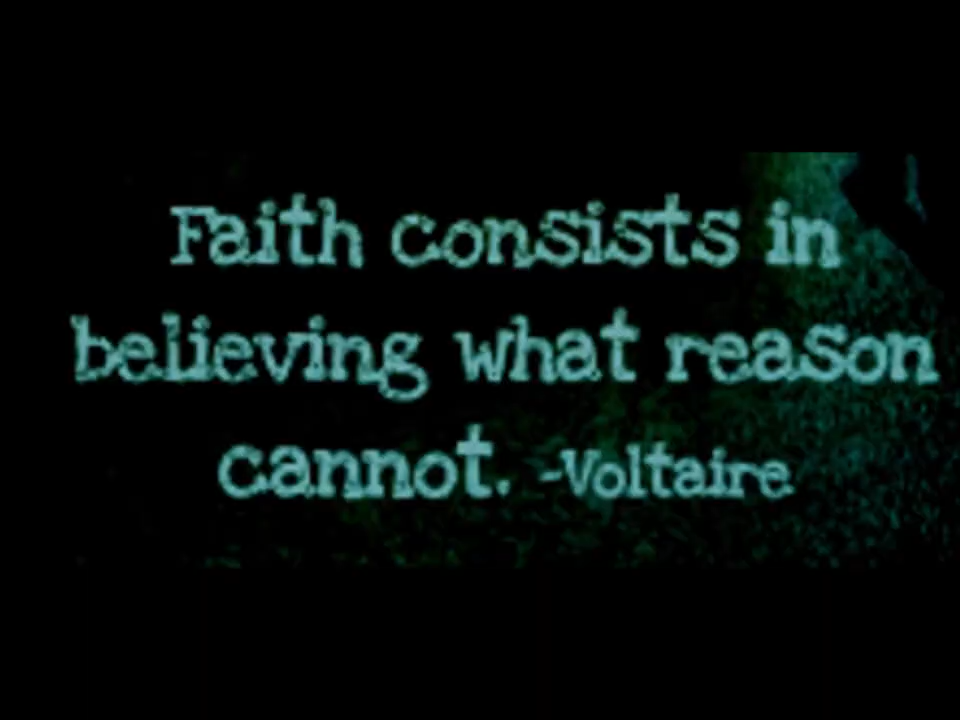 Faith consists in
believing what reason
cannot. -Voltaire